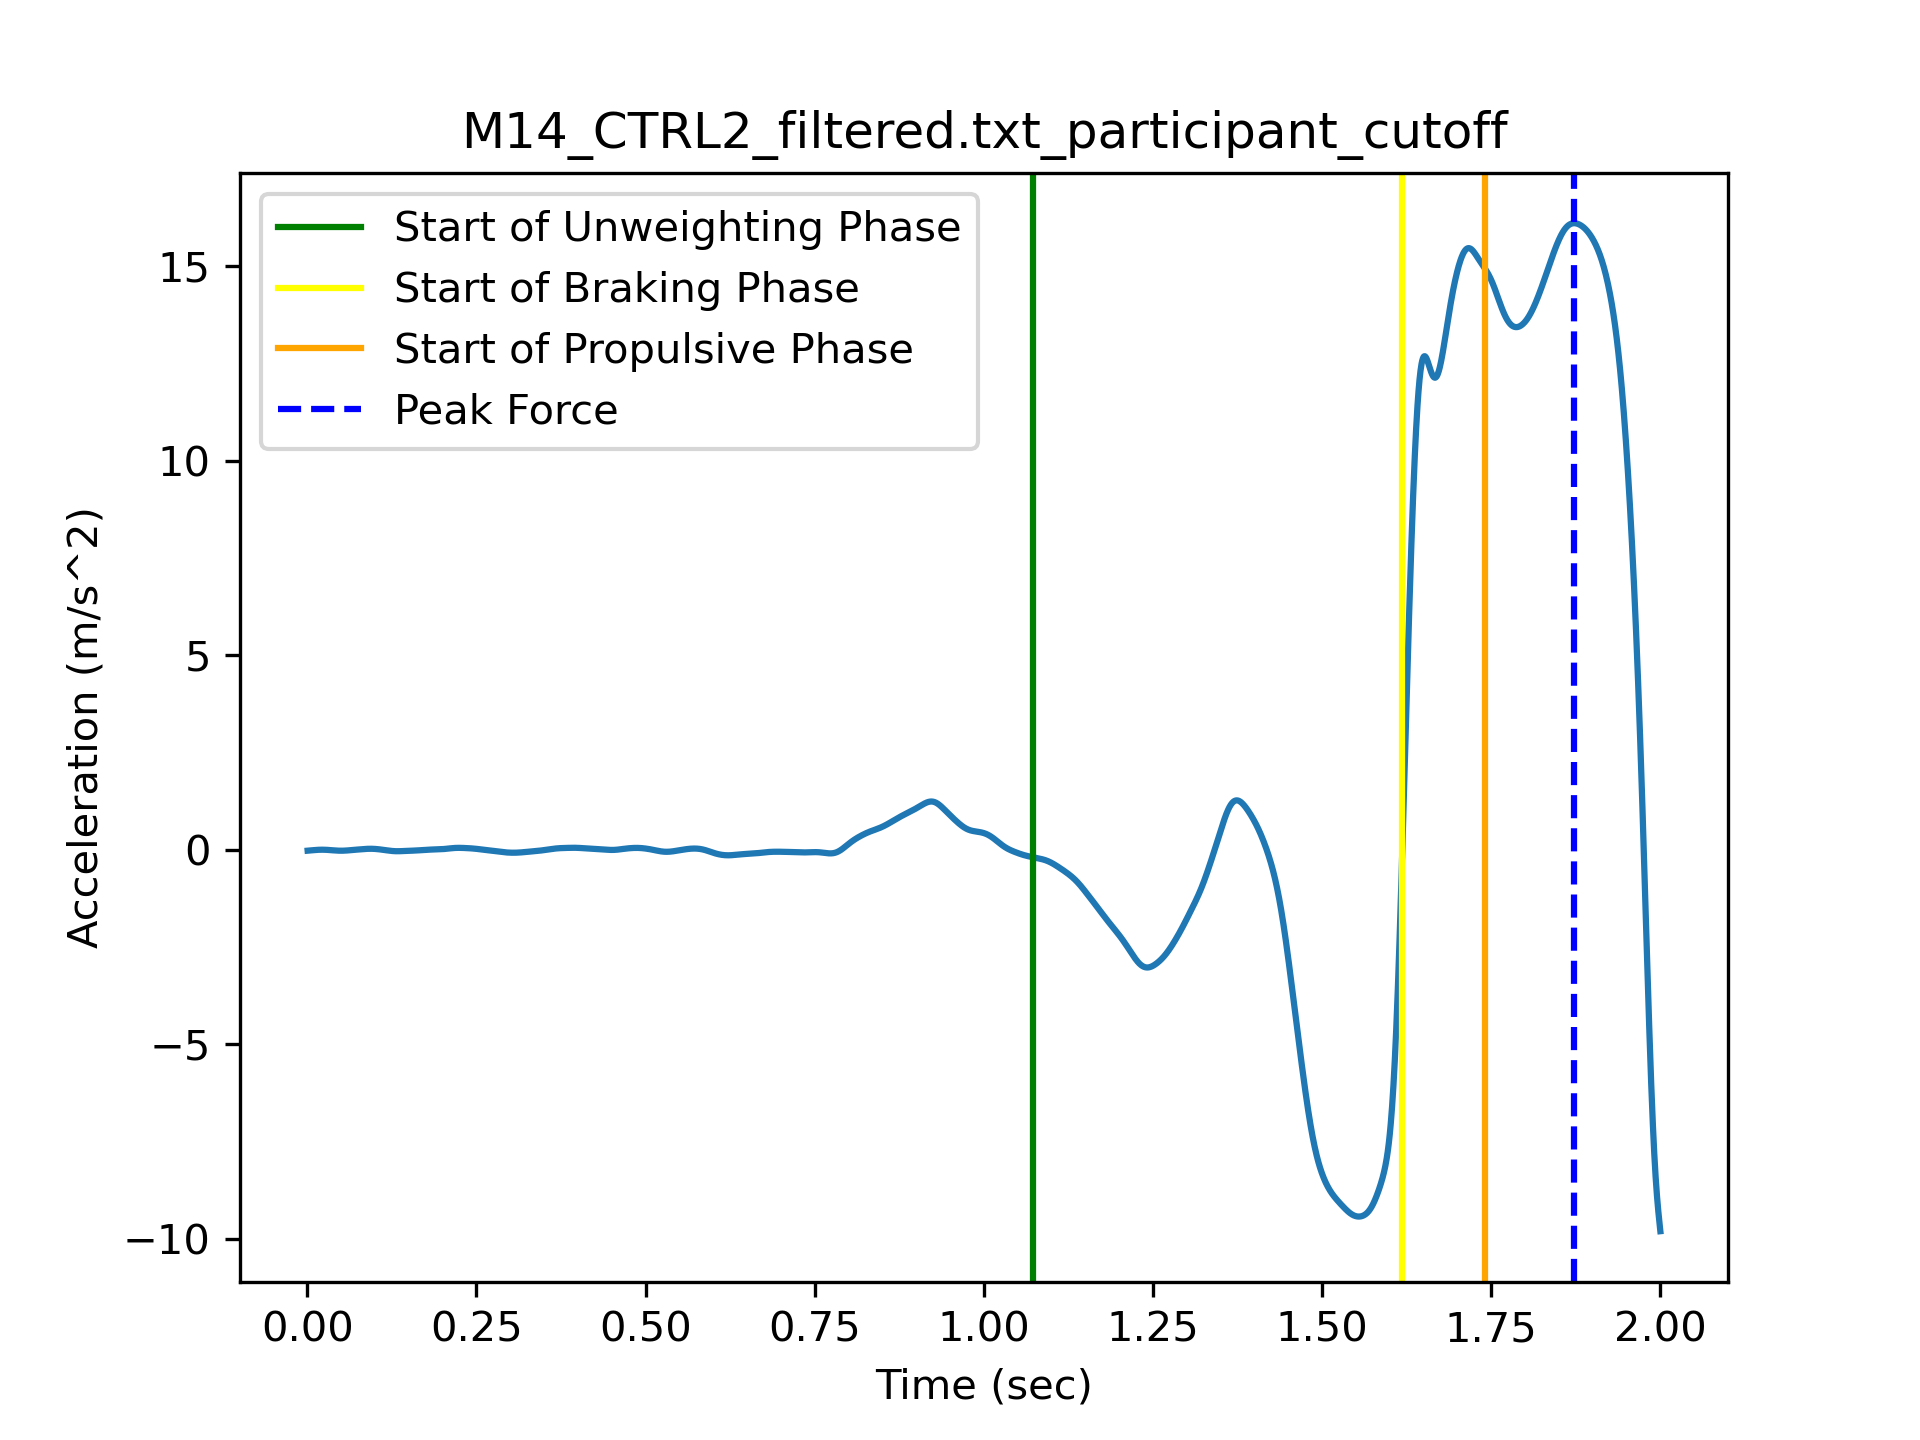 M14_CTRL2_filtered.txt_participant_cutoff
Start of Unweighting Phase
Start of Braking Phase
Start of Propulsive Phase
Peak Force
Acceleration (m/s^2)
15
10
5
0
−5
−10
0.00 0.25 0.50 0.75 1.00 1.25 1.50 1.75 2.00
Time (sec)